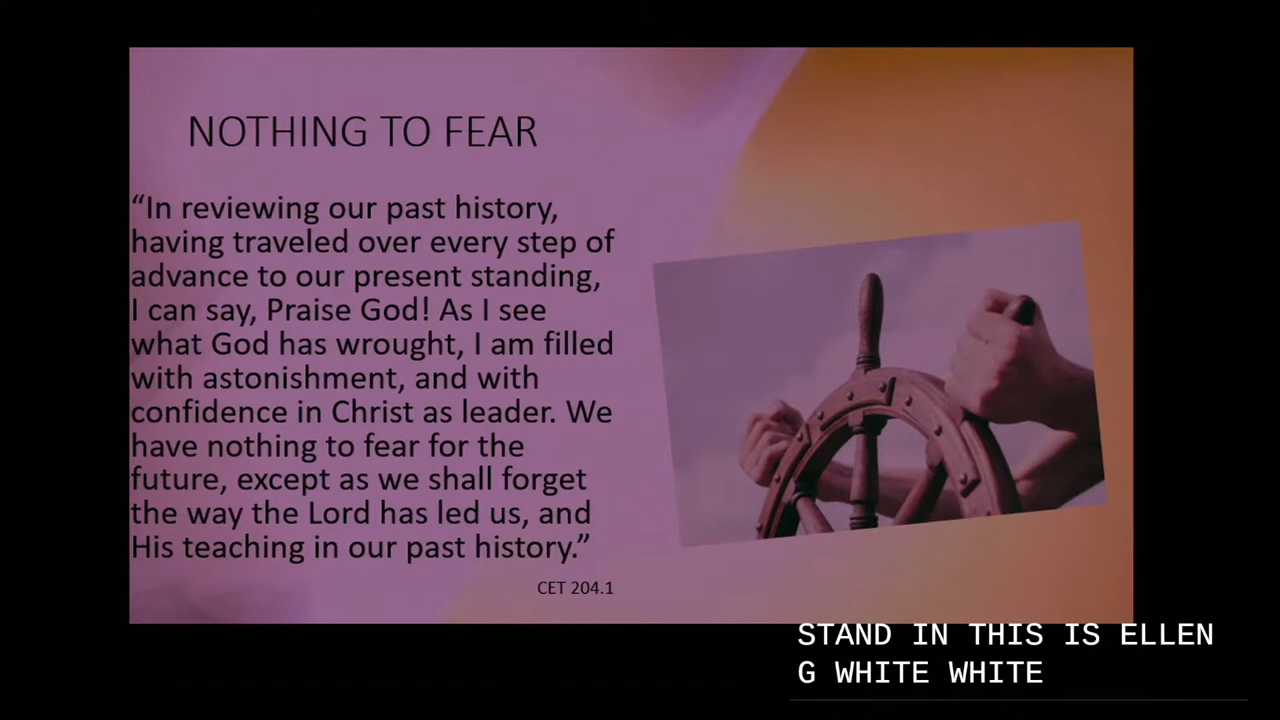 NOTHING TO FEAR
“In reviewing our past history,
having traveled over every step of
advance to our present standing,
I can say, Praise God! As I see
what God has wrought, I am filled
with astonishment, and with
confidence in Christ as leader. We
have nothing to fear for the
future, except as we shall forget
the way the Lord has led us, and
His teaching in our past history.”
CET 204.1
STAND IN THIS IS ELLEN
G WHITE WHITE